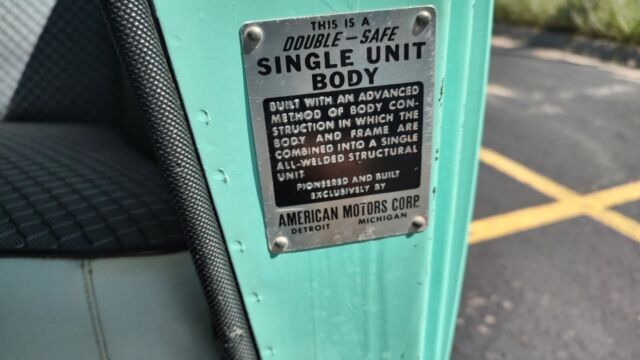 THIS IS A
DOUBLE-SAFE
SINGLE UNIT
BODY
BUILT WITH AN ADVANCED
METHOD OF BODY CON-
STRUCTION IN WHICH THE
BODY AND FRAME ARE
COMBINED INTO A SINGLE
ALL-WELDED STRUCTURAL
UNIT
PIONEERED AND BUILT
EXCLUSIVELY BY
AMERICAN MOTORS CORP.
DETROIT MICHIGAN